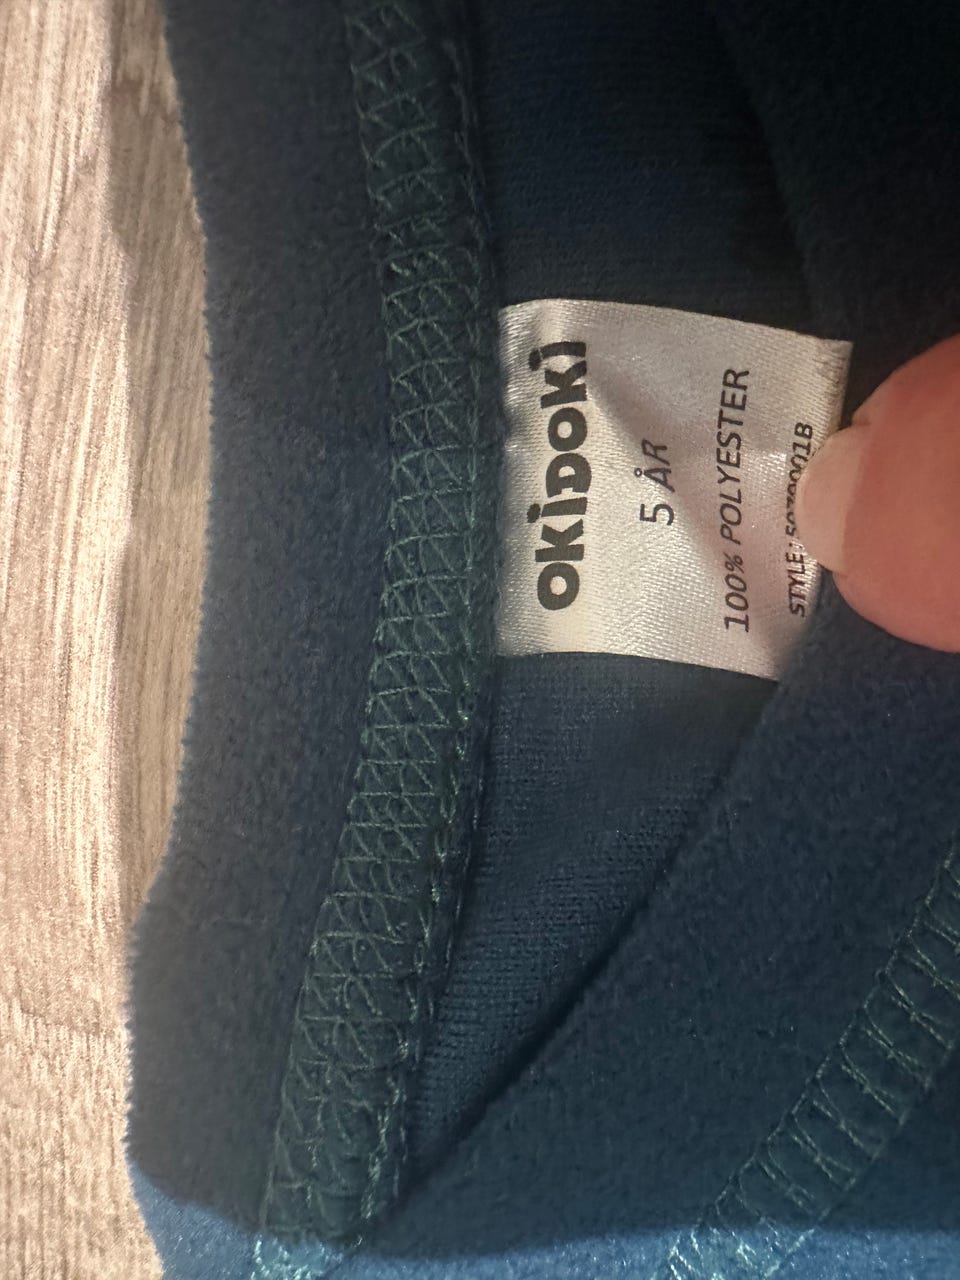 OKIDOKI
5 ÅR
100% POLYESTER
STYLE: